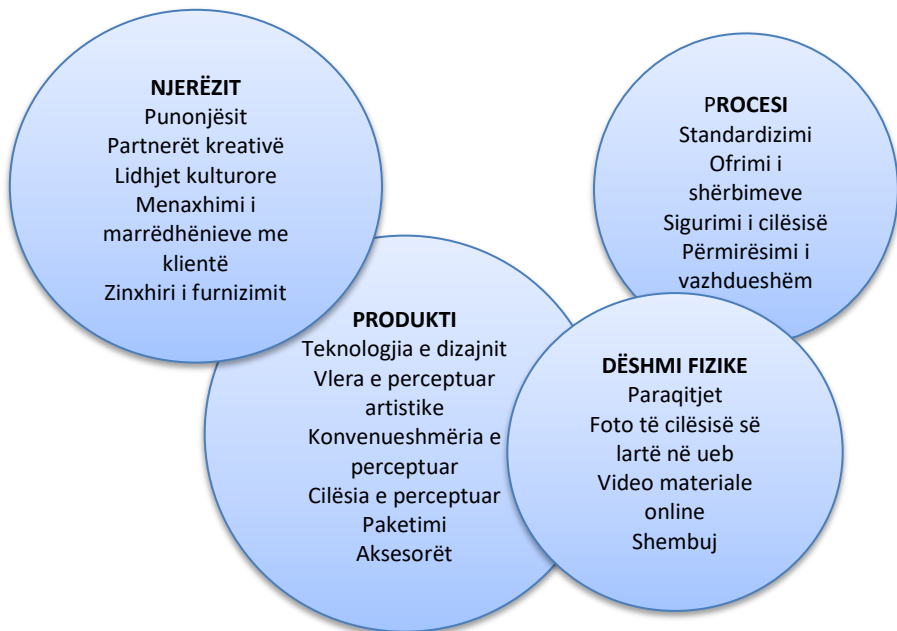 NJERËZIT
Punonjësit
Partnerët kreativë
Lidhjet kulturore
Menaxhimi i
marrëdhënieve me
klientë
Zinxhiri i furnizimit
PROCESI
Standardizimi
Ofrimi i
shërbimeve
Sigurimi i cilësisë
Përmirësimi i
vazhdueshëm
PRODUKTI
Teknologjia e dizajnit
Vlera e perceptuar
artistike
Konvenueshmëria e
perceptuar
Cilësia e perceptuar
Paketimi
Aksesorët
DËSHMI FIZIKE
Paraqitjet
Foto të cilësisë së
lartë në ueb
Video materiale
online
Shembuj